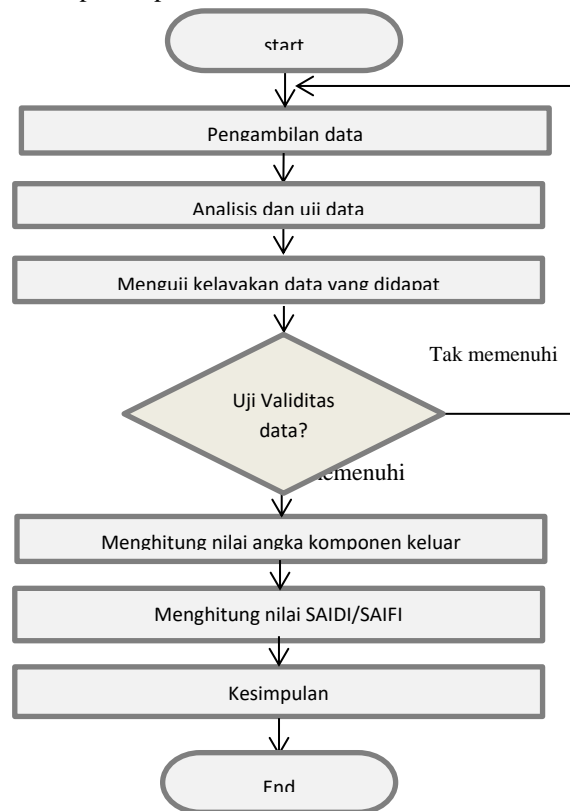 start
Pengambilan data
Analisis dan uji data
Menguji kelayakan data yang didapat
Tak memenuhi
Uji Validitas
data?
memenuhi
Menghitung nilai angka komponen keluar
Menghitung nilai SAIDI/SAIFI
Kesimpulan
End